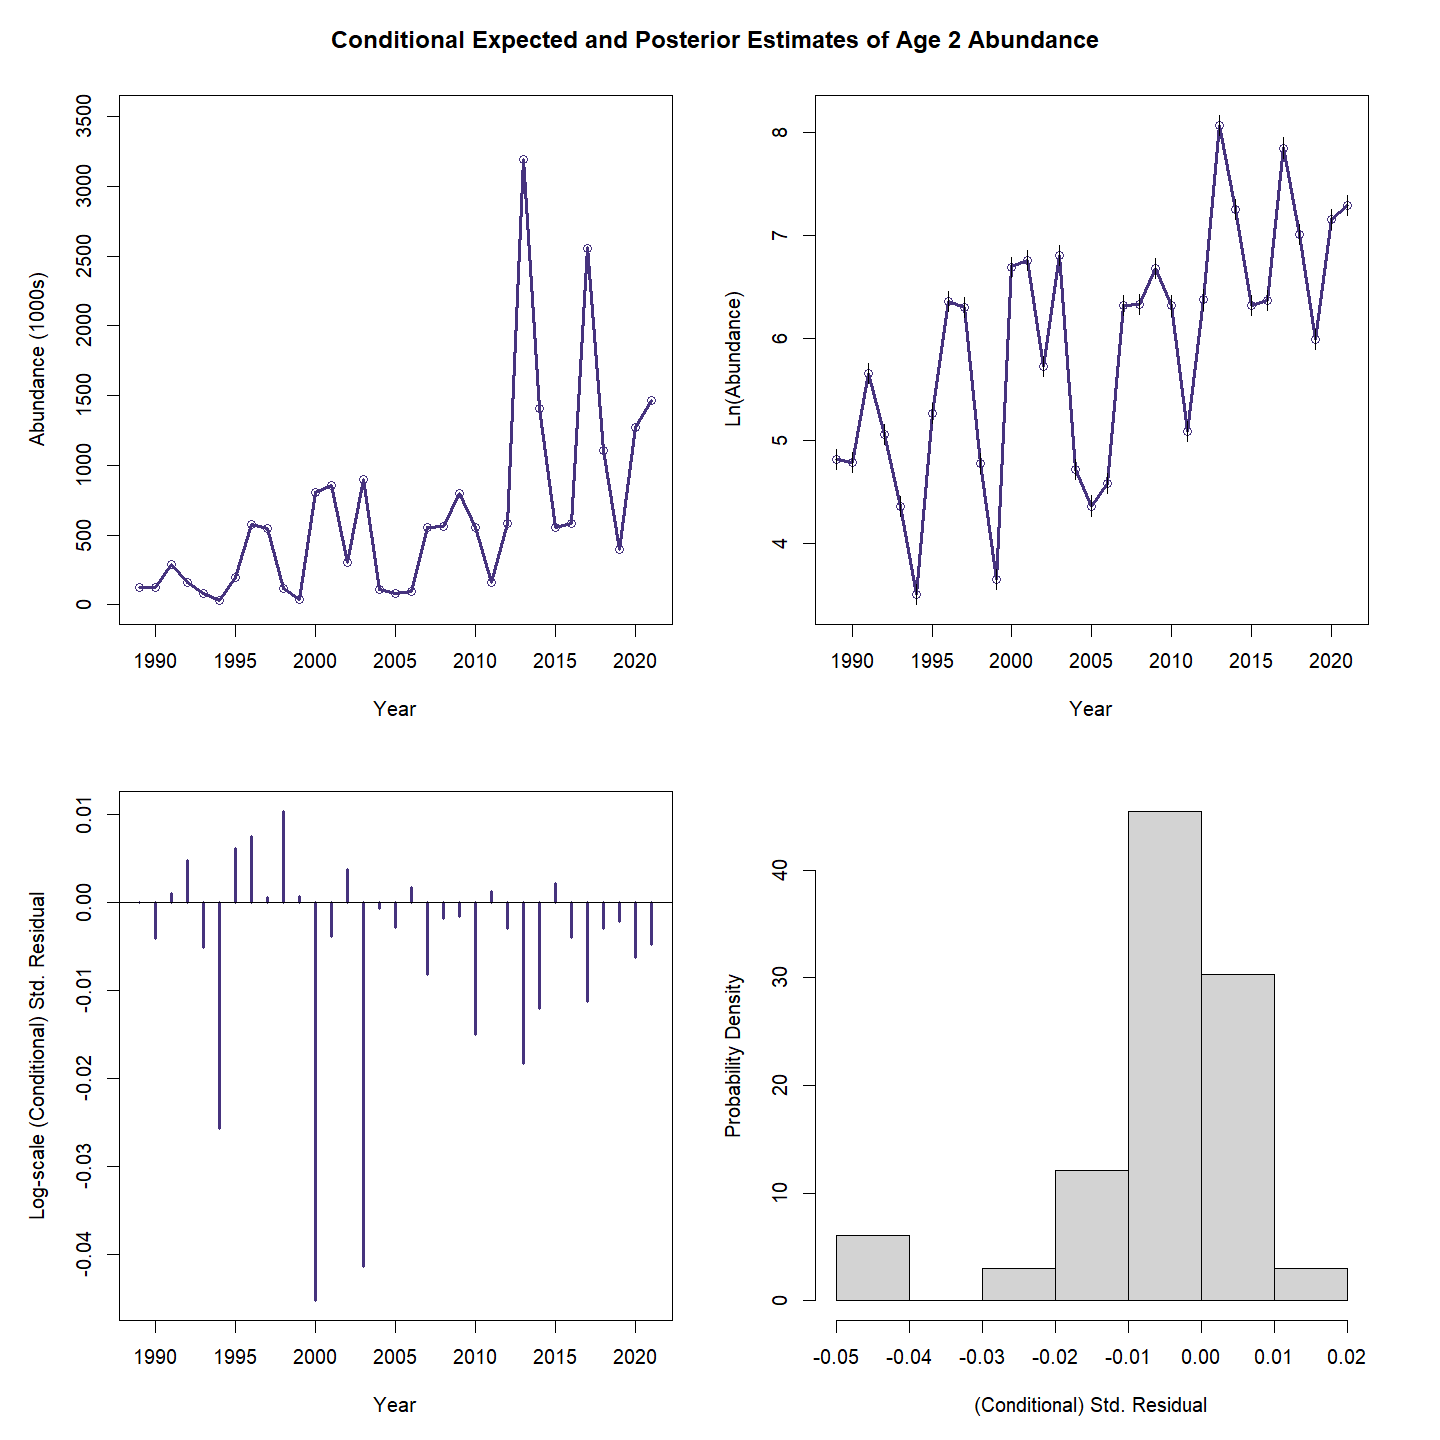 Conditional Expected and Posterior Estimates of Age 2 Abundance
Abundance (1000s)
3500
3000
2500
2000
1500
1000
500
0
1990 1995 2000 2005 2010 2015 2020
Year
Ln(Abundance)
8
7
6
5
4
1990 1995 2000 2005 2010 2015 2020
Year
Log-scale (Conditional) Std. Residual
0.01
0.00
-0.01
-0.02
-0.03
-0.04
1990 1995 2000 2005 2010 2015 2020
Year
Probability Density
40
30
20
10
0
-0.05 -0.04 -0.03 -0.02 -0.01 0.00 0.01 0.02
(Conditional) Std. Residual